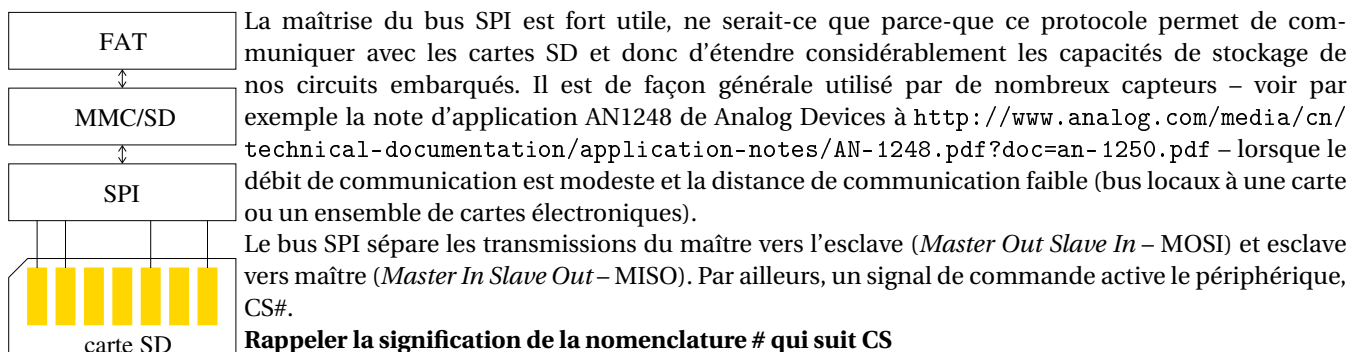 FAT
MMC/SD
SPI
carte SD
La maîtrise du bus SPI est fort utile, ne serait-ce que parce-que ce protocole permet de com-
muniquer avec les cartes SD et donc d'étendre considérablement les capacités de stockage de
nos circuits embarqués. Il est de façon générale utilisé par de nombreux capteurs – voir par
exemple la note d'application AN1248 de Analog Devices à http://www.analog.com/media/cn/
technical-documentation/application-notes/AN-1248.pdf?doc=an-1250.pdf – lorsque le
débit de communication est modeste et la distance de communication faible (bus locaux à une carte
ou un ensemble de cartes électroniques).
Le bus SPI sépare les transmissions du maître vers l'esclave (Master Out Slave In – MOSI) et esclave
vers maître (Master In Slave Out – MISO). Par ailleurs, un signal de commande active le périphérique,
CS#.
Rappeler la signification de la nomenclature # qui suit CS